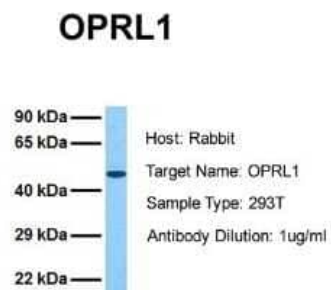 OPRL1
90 kDa
65 kDa
Host: Rabbit
Target Name: OPRL1
40 kDa
Sample Type: 293T
29 kDa
Antibody Dilution: 1ug/ml
22 kDa